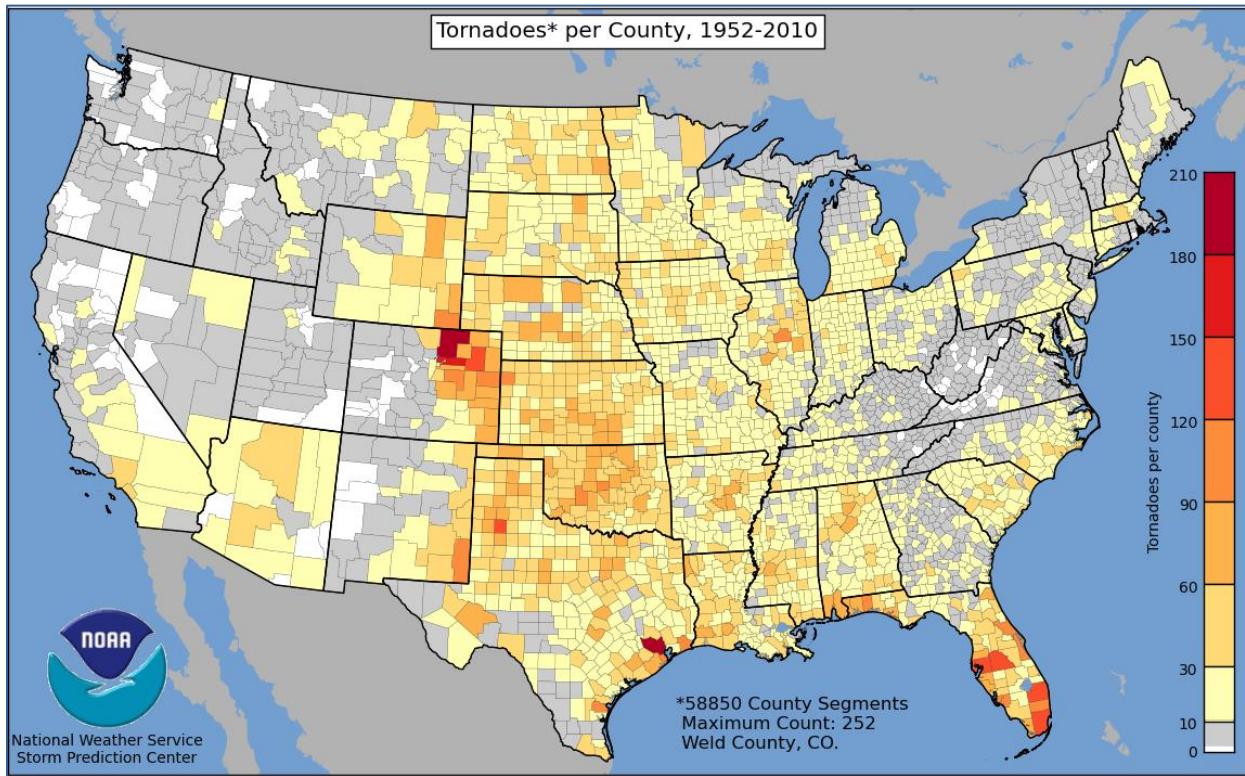 Tornadoes* per County, 1952-2010
210
180
150
120
90
60
30
10
0
Tornadoes per county
NOAA
National Weather Service
Storm Prediction Center
*58850 County Segments
Maximum Count: 252
Weld County, CO.